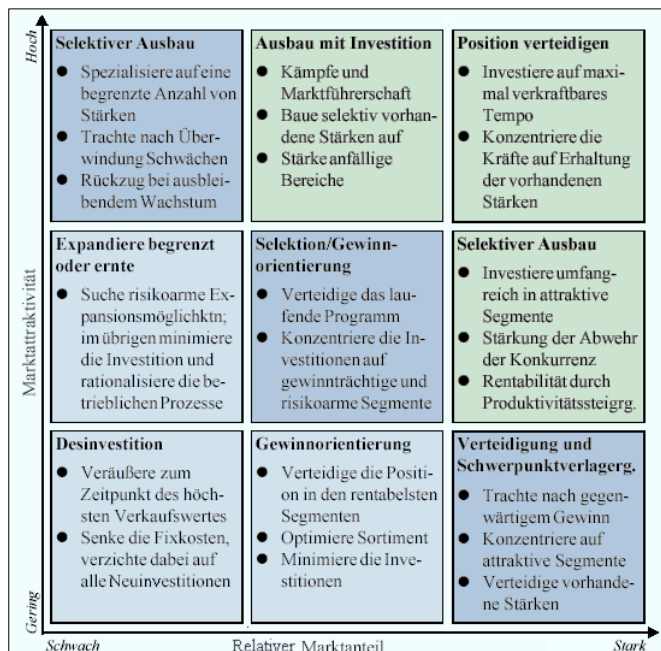 Hoch
Marktattraktivität
Gering
Selektiver Ausbau
● Spezialisiere auf eine
begrenzte Anzahl von
Stärken
● Trachte nach Über-
windung Schwächen
● Rückzug bei ausblei-
bendem Wachstum
Ausbau mit Investition
● Kämpfe und
Marktführerschaft
● Baue selektiv vorhan-
dene Stärken auf
● Stärke anfällige
Bereiche
Position verteidigen
● Investiere auf maxi-
mal verkraftbares
Tempo
● Konzentriere die
Kräfte auf Erhaltung
der vorhandenen
Stärken
Expandiere begrenzt
oder ernte
● Suche risikoarme Ex-
pansionsmöglichktn;
im übrigen minimiere
die Investition und
rationalisiere die be-
trieblichen Prozesse
Selektion/Gewinn-
orientierung
● Verteidige das lau-
fende Programm
● Konzentriere die In-
vestitionen auf
gewinnträchtige und
risikoarme Segmente
Selektiver Ausbau
● Investiere umfang-
reich in attraktive
Segmente
● Stärkung der Abwehr
der Konkurrenz
● Rentabilität durch
Produktivitätssteigrg.
Desinvestition
● Veräußere zum
Zeitpunkt des höch-
sten Verkaufswertes
● Senke die Fixkosten,
verzichte dabei auf
alle Neuinvestitionen
Gewinnorientierung
● Verteidige die Positi-
on in den rentabelsten
Segmenten
● Optimiere Sortiment
● Minimiere die Inve-
stitionen
Verteidigung und
Schwerpunktverlagerg.
● Trachte nach gegen-
wärtigem Gewinn
● Konzentriere auf
attraktive Segmente
● Verteidige vorhande-
ne Stärken
Schwach
Relativer Marktanteil
Stark